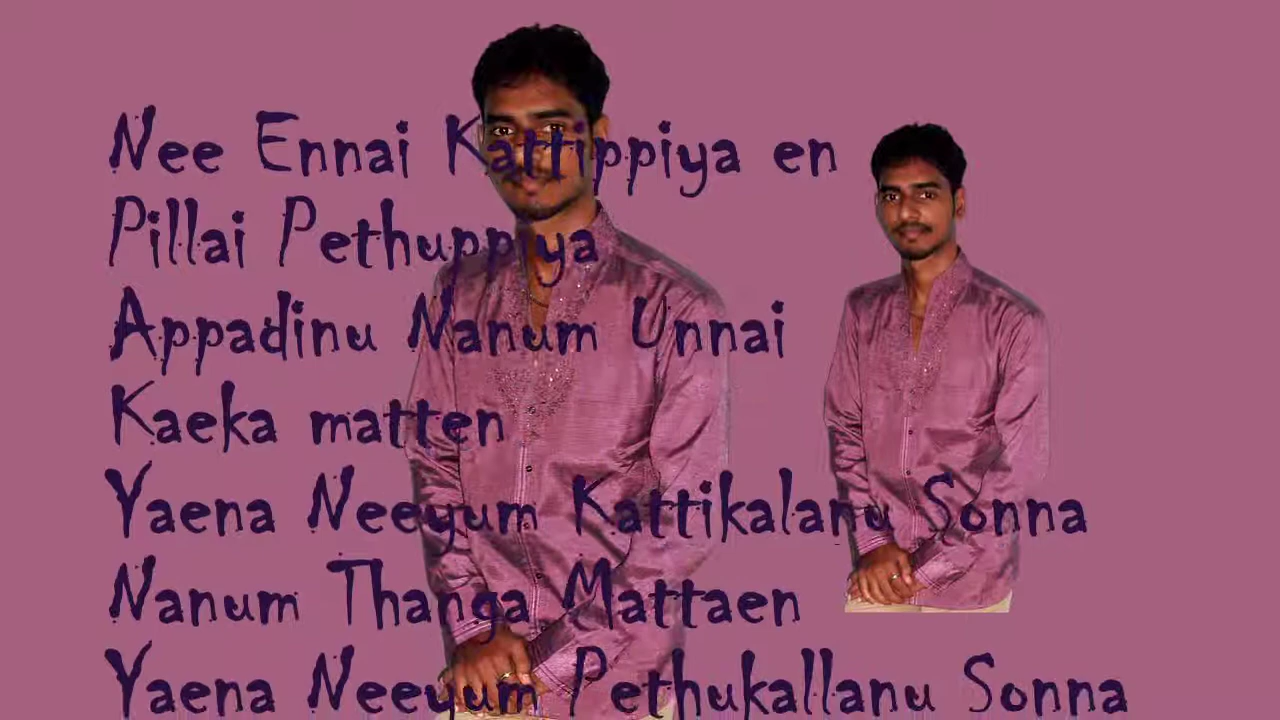 Nee Ennai Kattippiya en
Pillai Pethuppiya
Appadinu Nanum Unnai
Kaeka matten
Yaena Neeyum Kattikalanu Sonna
Nanum Thanga Mattaen
Yaena Neeyum Pethukallanu Sonna